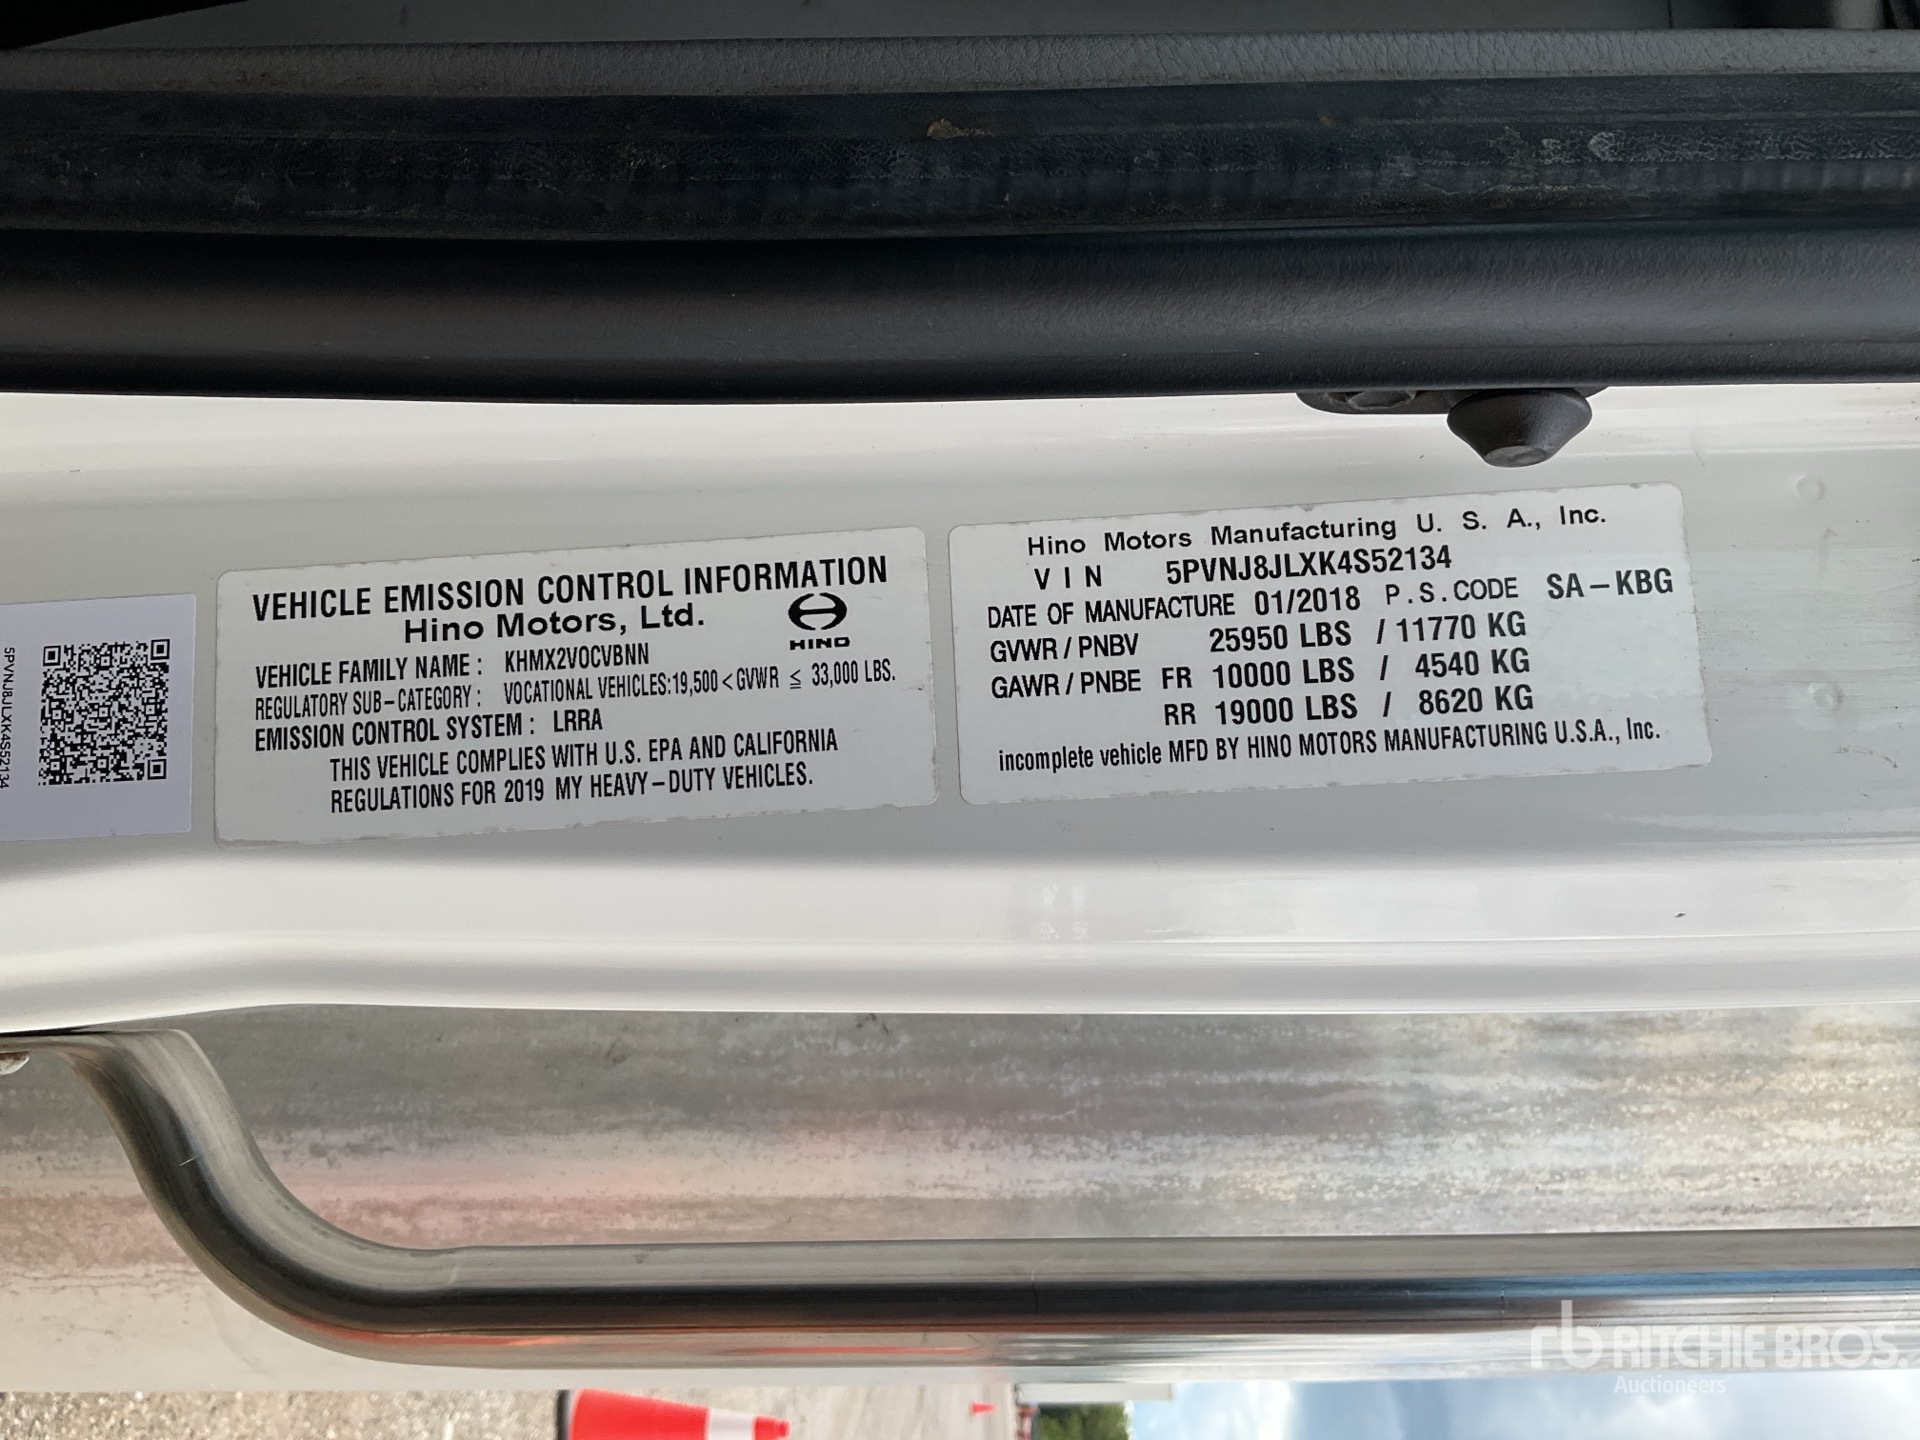 5PVNJ8JLXK4S52134
VEHICLE EMISSION CONTROL INFORMATION
Hino Motors, Ltd.
HINO
VEHICLE FAMILY NAME : KHMX2VOCVBNN
REGULATORY SUB-CATEGORY : VOCATIONAL VEHICLES:19,500 < GVWR ≦ 33,000 LBS.
EMISSION CONTROL SYSTEM : LRRA
THIS VEHICLE COMPLIES WITH U.S. EPA AND CALIFORNIA
REGULATIONS FOR 2019 MY HEAVY-DUTY VEHICLES.
Hino Motors Manufacturing U. S. A., Inc.
VIN 5PVNJ8JLXK4S52134
DATE OF MANUFACTURE 01/2018 P.S.CODE SA-KBG
GVWR / PNBV 25950 LBS / 11770 KG
GAWR / PNBE FR 10000 LBS / 4540 KG
RR 19000 LBS / 8620 KG
incomplete vehicle MFD BY HINO MOTORS MANUFACTURING U.S.A., Inc.
rb RITCHIE BROS.
Auctioneers